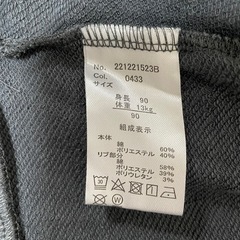 No. 221221523B
Col. 0433
サイズ
身長 90
体重 13kg
90
組成表示
本体 綿 60%
ポリエステル 40%
リブ部分 綿 58%
ポリエステル 39%
ポリウレタン 3%